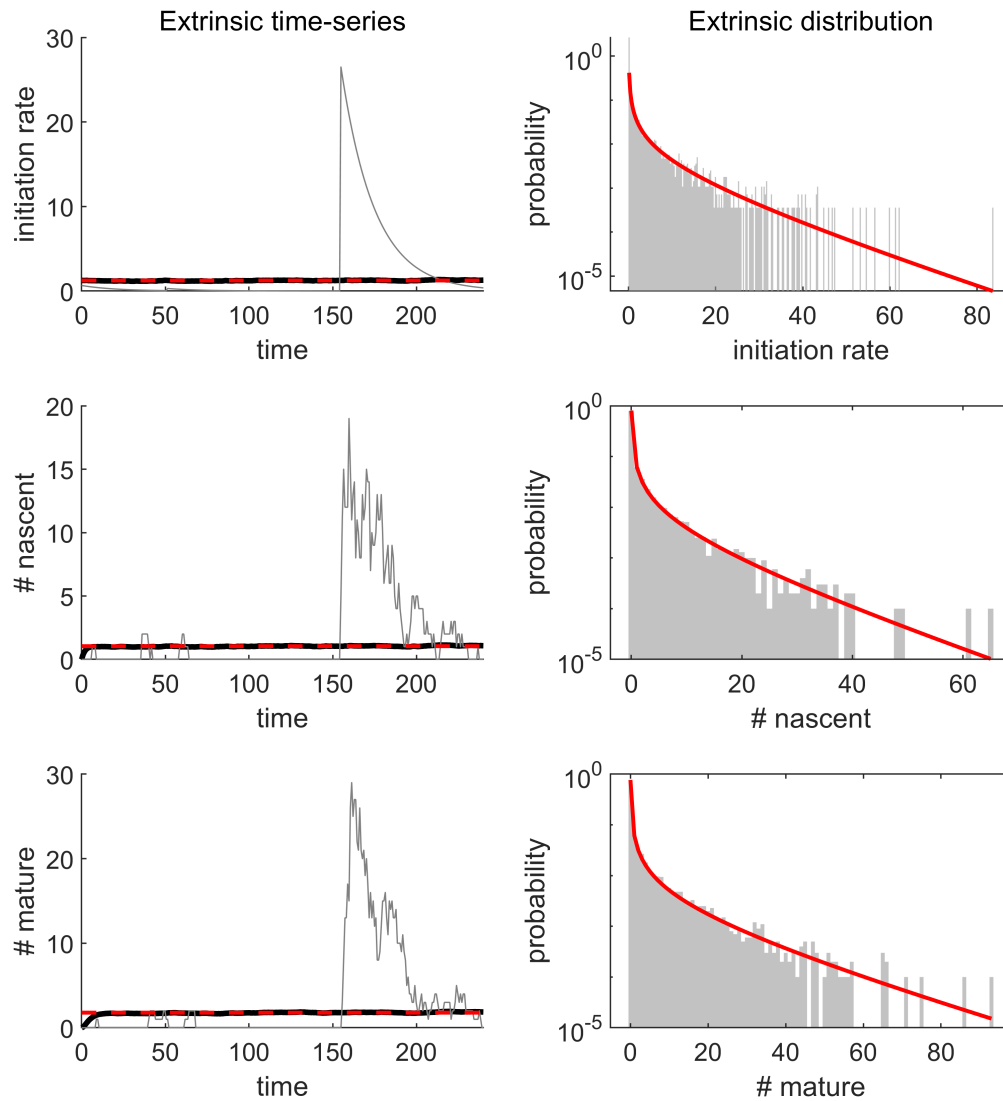 Extrinsic time-series
30
20
10
0
initiation rate
0 50 100 150 200
time
Extrinsic distribution
10^0
10^-5
probability
0 20 40 60 80
initiation rate
20
15
10
5
0
# nascent
0 50 100 150 200
time
10^0
10^-5
probability
0 20 40 60
# nascent
30
20
10
0
# mature
0 50 100 150 200
time
10^0
10^-5
probability
0 20 40 60 80
# mature